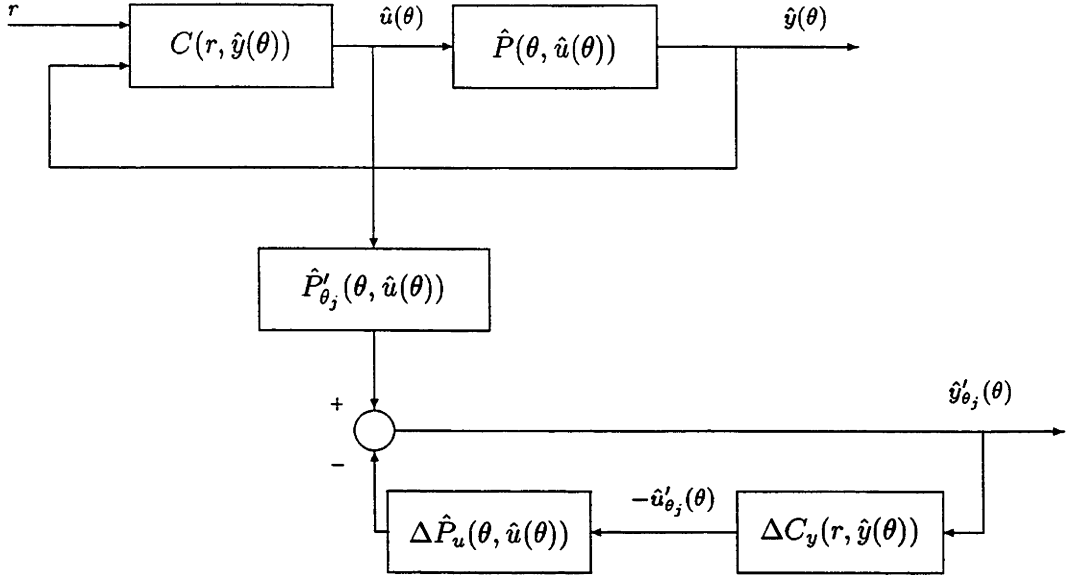 r
û(θ)
ŷ(θ)
C(r, ŷ(θ))
P̂(θ, û(θ))
P̂′θj(θ, û(θ))
+
ŷ′θj(θ)
−
−û′θj(θ)
ΔP̂u(θ, û(θ))
ΔCy(r, ŷ(θ))